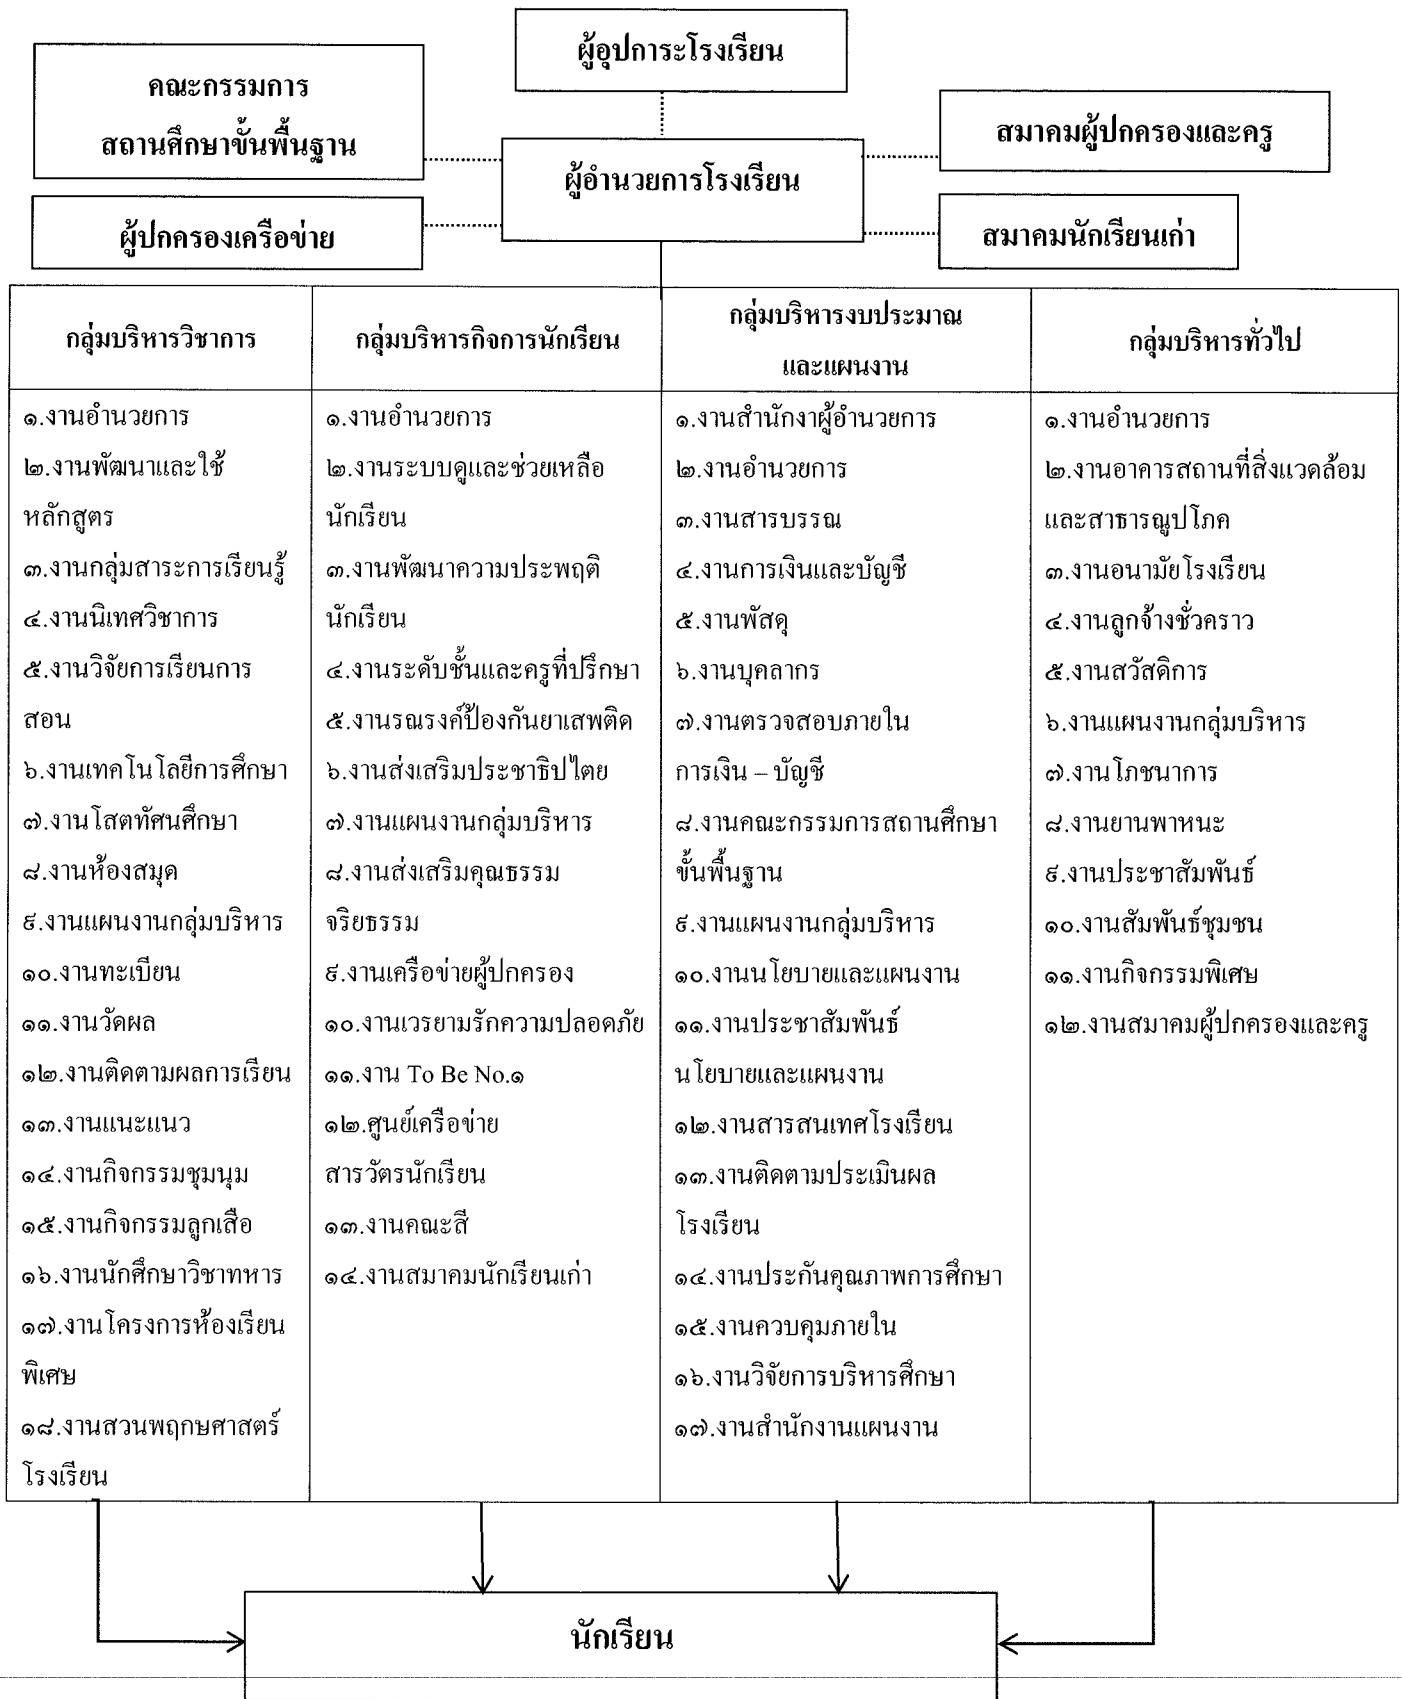 ผู้อุปการะโรงเรียน
คณะกรรมการ
สถานศึกษาขั้นพื้นฐาน
สมาคมผู้ปกครองและครู
ผู้อำนวยการโรงเรียน
ผู้ปกครองเครือข่าย
สมาคมนักเรียนเก่า
กลุ่มบริหารวิชาการ
๑.งานอำนวยการ
๒.งานพัฒนาและใช้
หลักสูตร
๓.งานกลุ่มสาระการเรียนรู้
๔.งานนิเทศวิชาการ
๕.งานวิจัยการเรียนการ
สอน
๖.งานเทคโนโลยีการศึกษา
๗.งานโสตทัศนศึกษา
๘.งานห้องสมุด
๙.งานแผนงานกลุ่มบริหาร
๑๐.งานทะเบียน
๑๑.งานวัดผล
๑๒.งานติดตามผลการเรียน
๑๓.งานแนะแนว
๑๔.งานกิจกรรมชุมนุม
๑๕.งานกิจกรรมลูกเสือ
๑๖.งานนักศึกษาวิชาทหาร
๑๗.งานโครงการห้องเรียน
พิเศษ
๑๘.งานสวนพฤกษศาสตร์
โรงเรียน
กลุ่มบริหารกิจการนักเรียน
๑.งานอำนวยการ
๒.งานระบบดูและช่วยเหลือ
นักเรียน
๓.งานพัฒนาความประพฤติ
นักเรียน
๔.งานระดับชั้นและครูที่ปรึกษา
๕.งานรณรงค์ป้องกันยาเสพติด
๖.งานส่งเสริมประชาธิปไตย
๗.งานแผนงานกลุ่มบริหาร
๘.งานส่งเสริมคุณธรรม
จริยธรรม
๙.งานเครือข่ายผู้ปกครอง
๑๐.งานเวรยามรักความปลอดภัย
๑๑.งาน To Be No.๑
๑๒.ศูนย์เครือข่าย
สารวัตรนักเรียน
๑๓.งานคณะสี
๑๔.งานสมาคมนักเรียนเก่า
กลุ่มบริหารงบประมาณ
และแผนงาน
๑.งานสำนักงาผู้อำนวยการ
๒.งานอำนวยการ
๓.งานสารบรรณ
๔.งานการเงินและบัญชี
๕.งานพัสดุ
๖.งานบุคลากร
๗.งานตรวจสอบภายใน
การเงิน – บัญชี
๘.งานคณะกรรมการสถานศึกษา
ขั้นพื้นฐาน
๙.งานแผนงานกลุ่มบริหาร
๑๐.งานนโยบายและแผนงาน
๑๑.งานประชาสัมพันธ์
นโยบายและแผนงาน
๑๒.งานสารสนเทศโรงเรียน
๑๓.งานติดตามประเมินผล
โรงเรียน
๑๔.งานประกันคุณภาพการศึกษา
๑๕.งานควบคุมภายใน
๑๖.งานวิจัยการบริหารศึกษา
๑๗.งานสำนักงานแผนงาน
กลุ่มบริหารทั่วไป
๑.งานอำนวยการ
๒.งานอาคารสถานที่สิ่งแวดล้อม
และสาธารณูปโภค
๓.งานอนามัยโรงเรียน
๔.งานลูกจ้างชั่วคราว
๕.งานสวัสดิการ
๖.งานแผนงานกลุ่มบริหาร
๗.งานโภชนาการ
๘.งานยานพาหนะ
๙.งานประชาสัมพันธ์
๑๐.งานสัมพันธ์ชุมชน
๑๑.งานกิจกรรมพิเศษ
๑๒.งานสมาคมผู้ปกครองและครู
นักเรียน